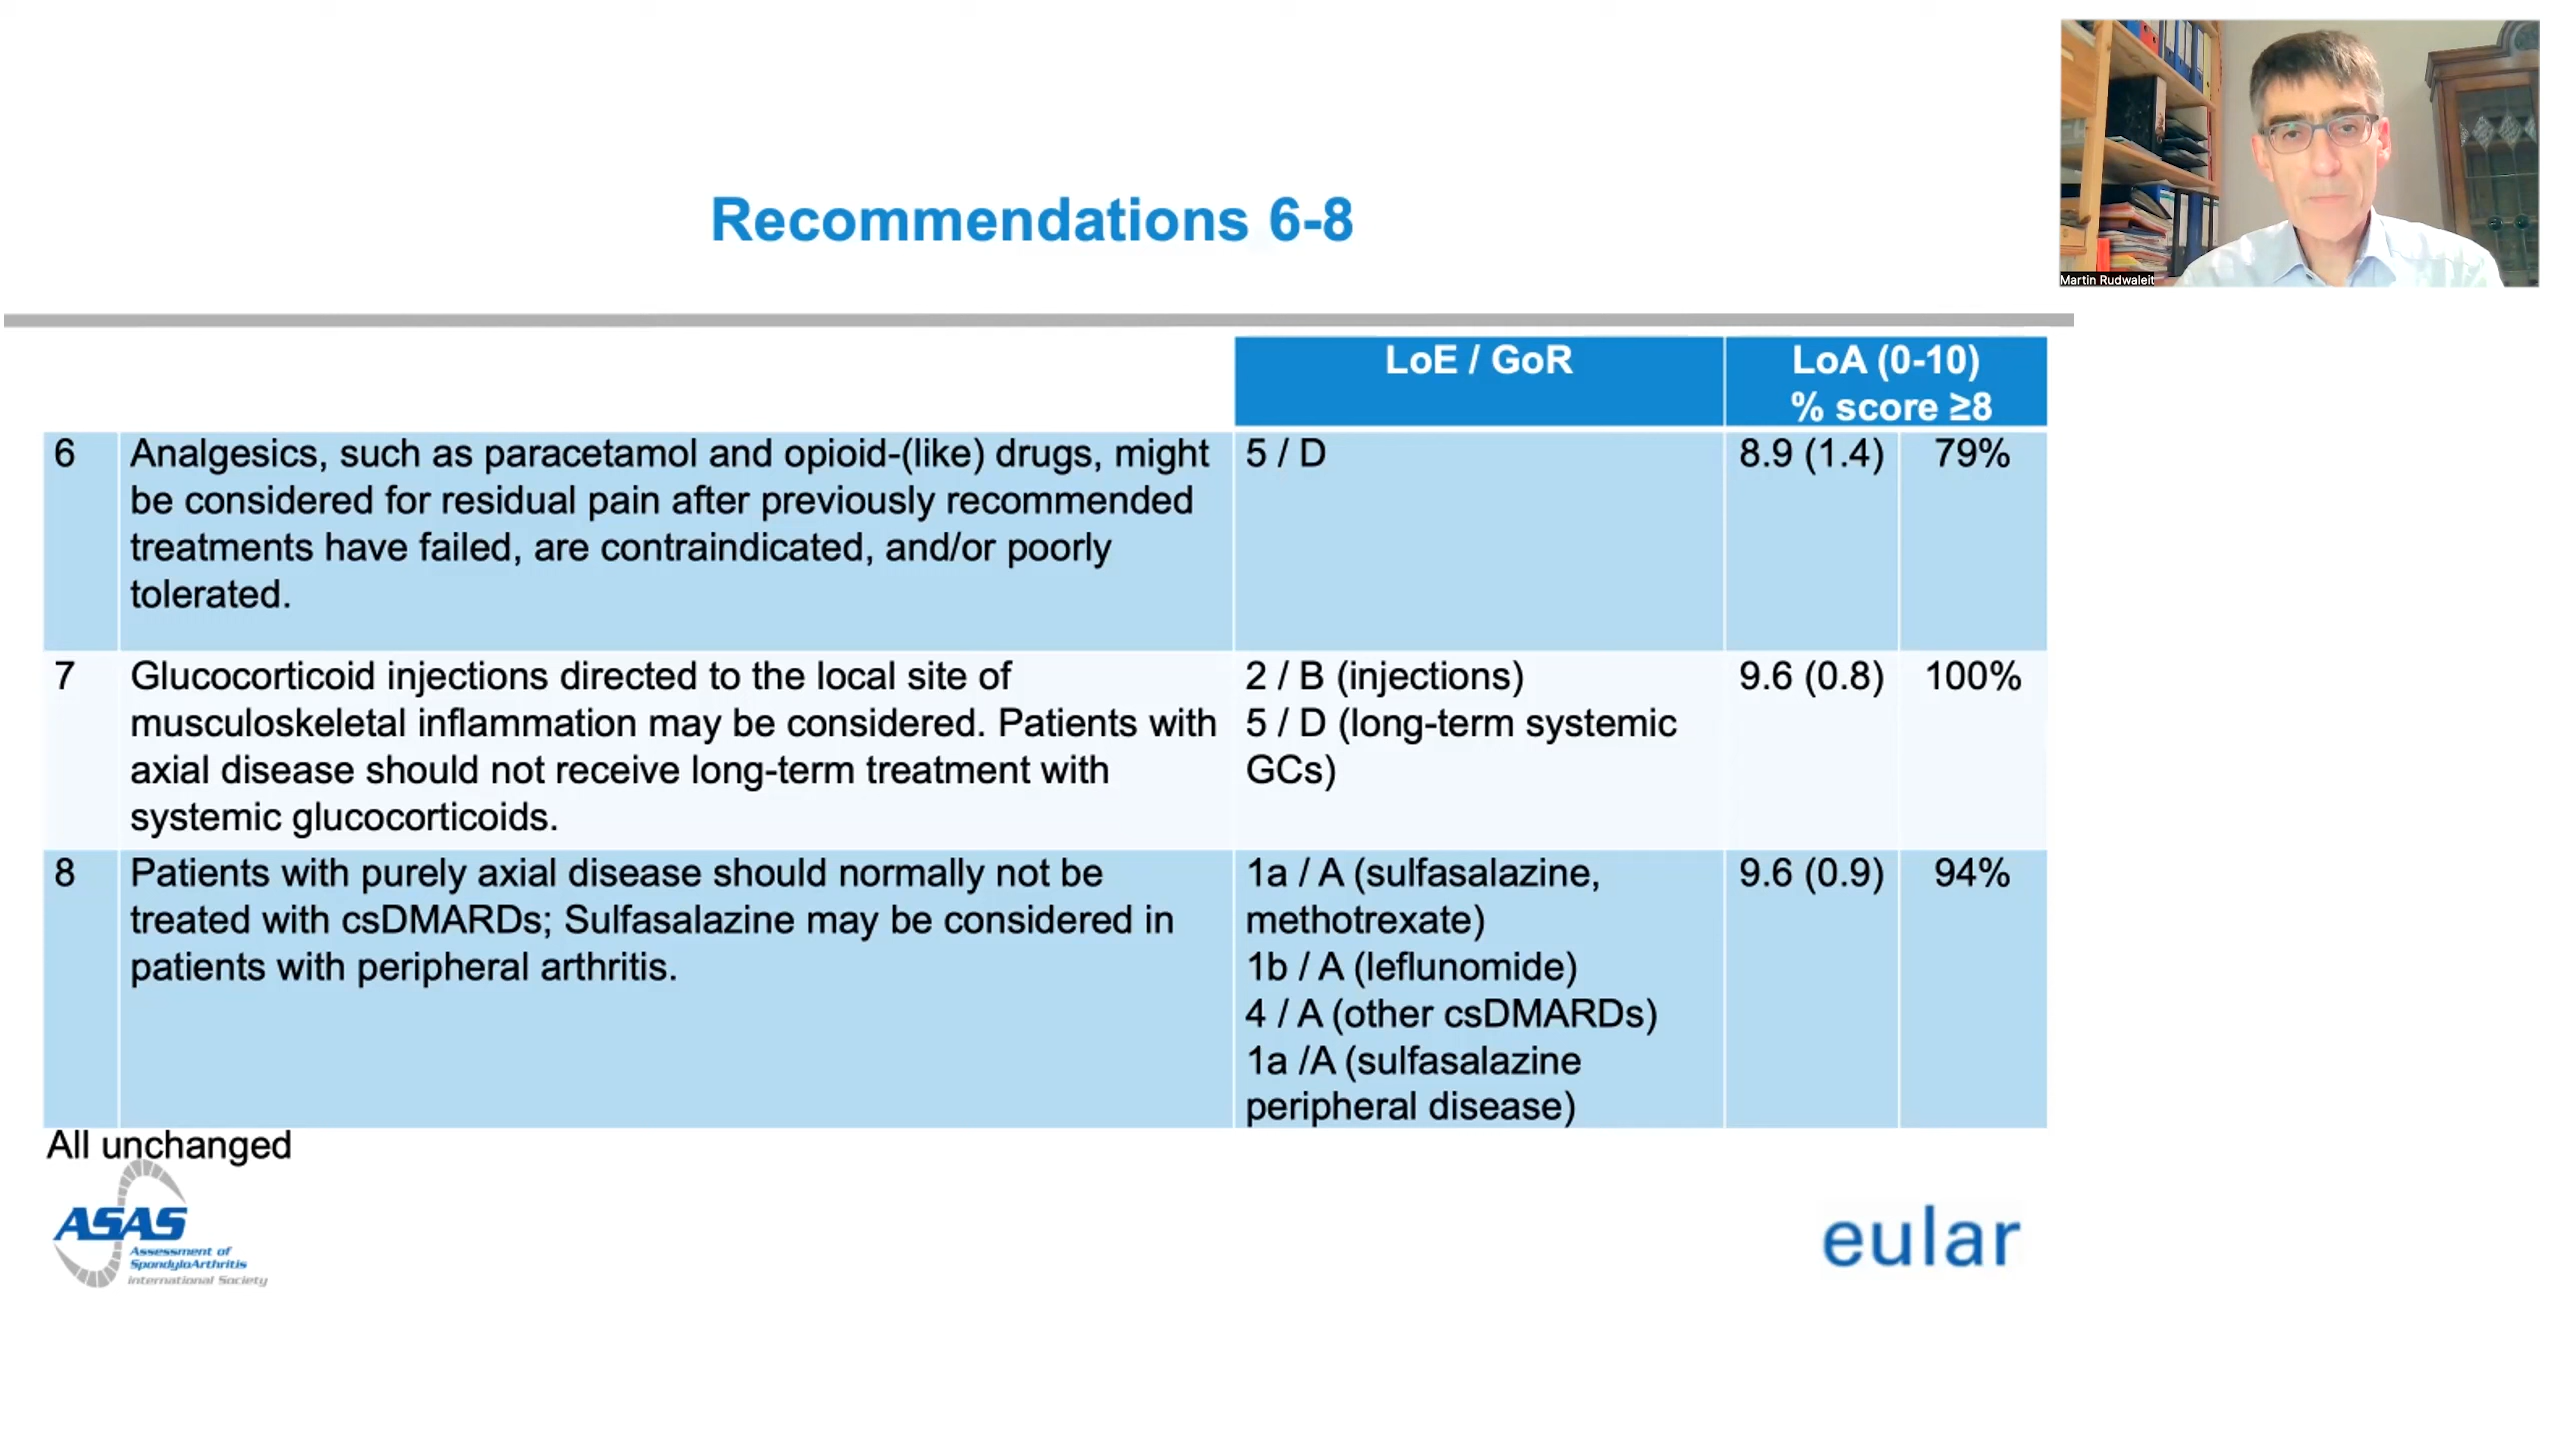 Recommendations 6-8
Martin Rudwaleit
LoE / GoR
LoA (0-10)
% score ≥8
6
Analgesics, such as paracetamol and opioid-(like) drugs, might
be considered for residual pain after previously recommended
treatments have failed, are contraindicated, and/or poorly
tolerated.
5 / D
8.9 (1.4)
79%
7
Glucocorticoid injections directed to the local site of
musculoskeletal inflammation may be considered. Patients with
axial disease should not receive long-term treatment with
systemic glucocorticoids.
2 / B (injections)
5 / D (long-term systemic
GCs)
9.6 (0.8)
100%
8
Patients with purely axial disease should normally not be
treated with csDMARDs; Sulfasalazine may be considered in
patients with peripheral arthritis.
1a / A (sulfasalazine,
methotrexate)
1b / A (leflunomide)
4 / A (other csDMARDs)
1a /A (sulfasalazine
peripheral disease)
9.6 (0.9)
94%
All unchanged
ASAS
Assessment of
SpondyloArthritis
international Society
eular